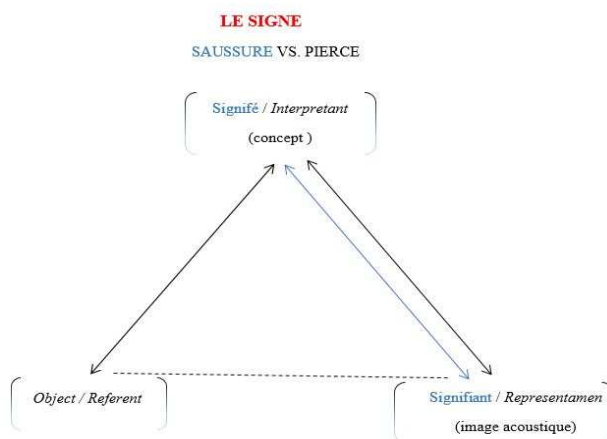 LE SIGNE
SAUSSURE VS. PIERCE
Signifé / Interpretant
(concept )
Object / Referent
Signifiant / Representamen
(image acoustique)